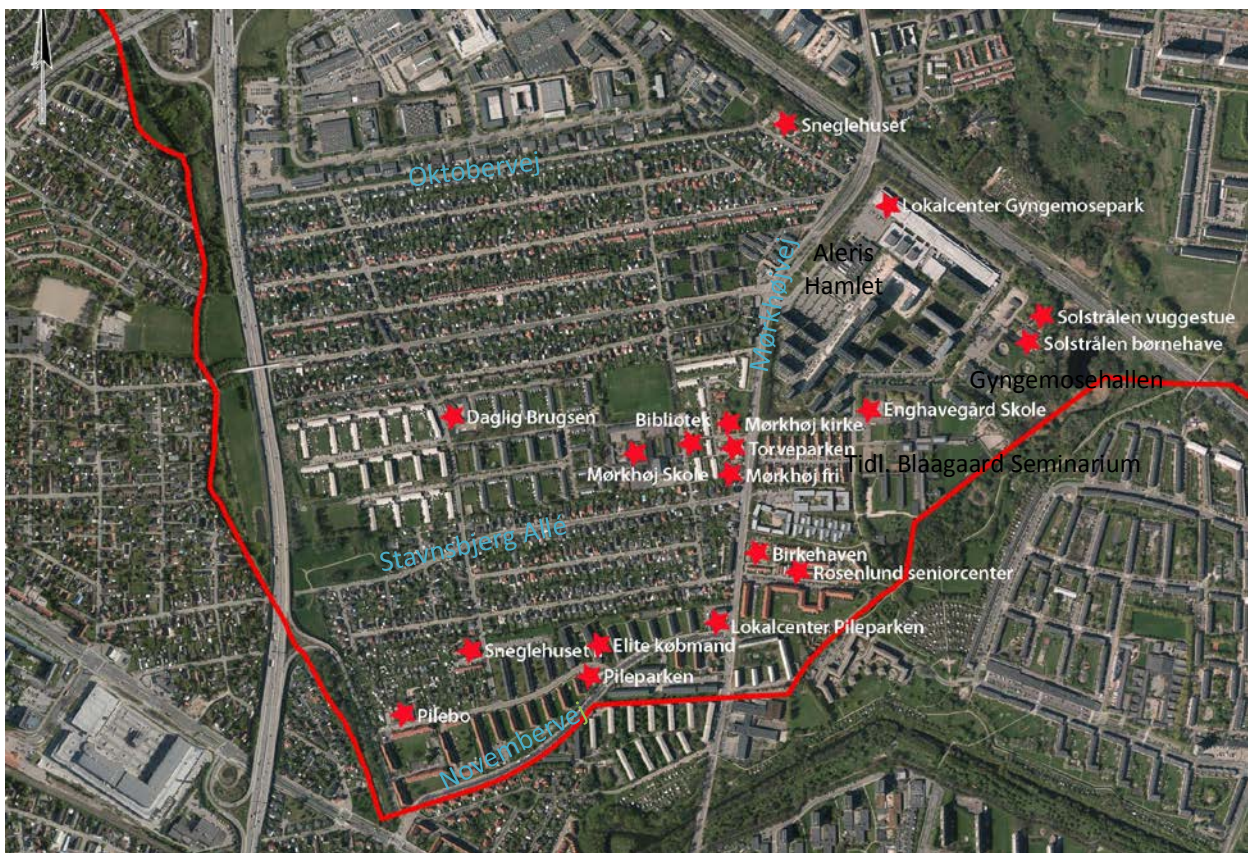 Sneglehuset
Oktobervej
Lokalcenter Gyngemosepark
Aleris
Hamlet
Mørkhøjvej
Solstrålen vuggestue
Solstrålen børnehave
Gyngemosehallen
Enghavegård Skole
Daglig Brugsen
Bibliotek
Mørkhøj kirke
Torveparken
Mørkhøj Skole
Mørkhøj fri
Tidl. Blaagaard Seminarium
Stavnsbjerg Allé
Birkehaven
Rosenlund seniorcenter
Lokalcenter Pileparken
Elite købmand
Sneglehuset
Pileparken
Pilebo
Novembervej